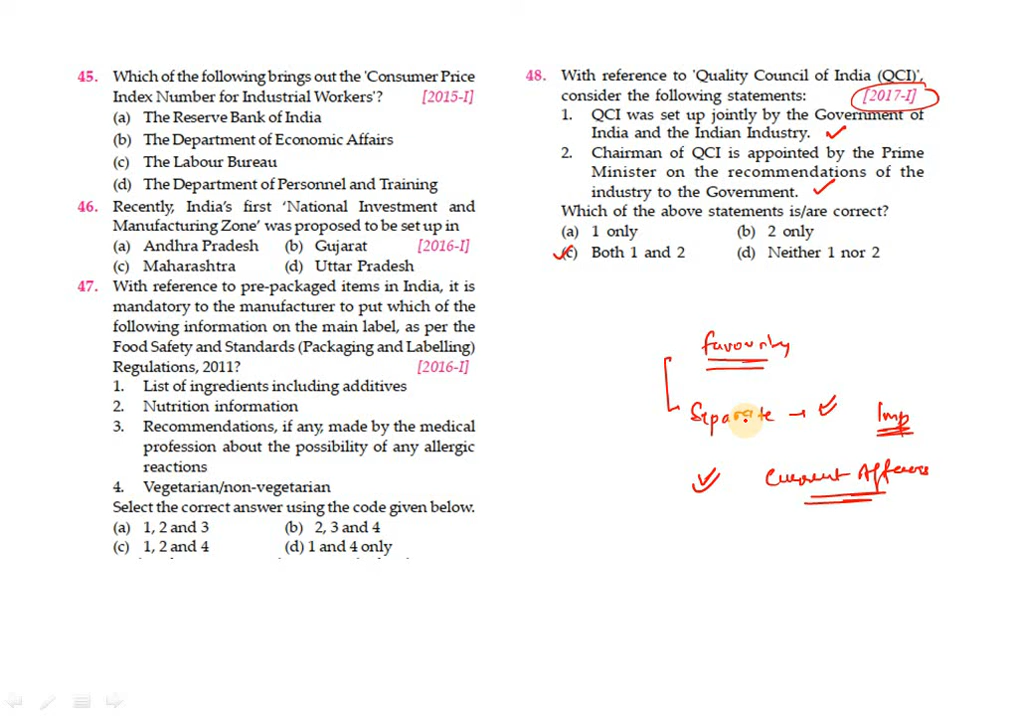 45. Which of the following brings out the 'Consumer Price
Index Number for Industrial Workers'? [2015-I]
(a) The Reserve Bank of India
(b) The Department of Economic Affairs
(c) The Labour Bureau
(d) The Department of Personnel and Training
46. Recently, India's first 'National Investment and
Manufacturing Zone' was proposed to be set up in
(a) Andhra Pradesh (b) Gujarat [2016-I]
(c) Maharashtra (d) Uttar Pradesh
47. With reference to pre-packaged items in India, it is
mandatory to the manufacturer to put which of the
following information on the main label, as per the
Food Safety and Standards (Packaging and Labelling)
Regulations, 2011? [2016-I]
1. List of ingredients including additives
2. Nutrition information
3. Recommendations, if any, made by the medical
profession about the possibility of any allergic
reactions
4. Vegetarian/non-vegetarian
Select the correct answer using the code given below.
(a) 1, 2 and 3 (b) 2, 3 and 4
(c) 1, 2 and 4 (d) 1 and 4 only
48. With reference to 'Quality Council of India (QCI)',
consider the following statements: [2017-I]
1. QCI was set up jointly by the Government of
India and the Indian Industry.
2. Chairman of QCI is appointed by the Prime
Minister on the recommendations of the
industry to the Government.
Which of the above statements is/are correct?
(a) 1 only (b) 2 only
(c) Both 1 and 2 (d) Neither 1 nor 2
Separate → Imp
Current